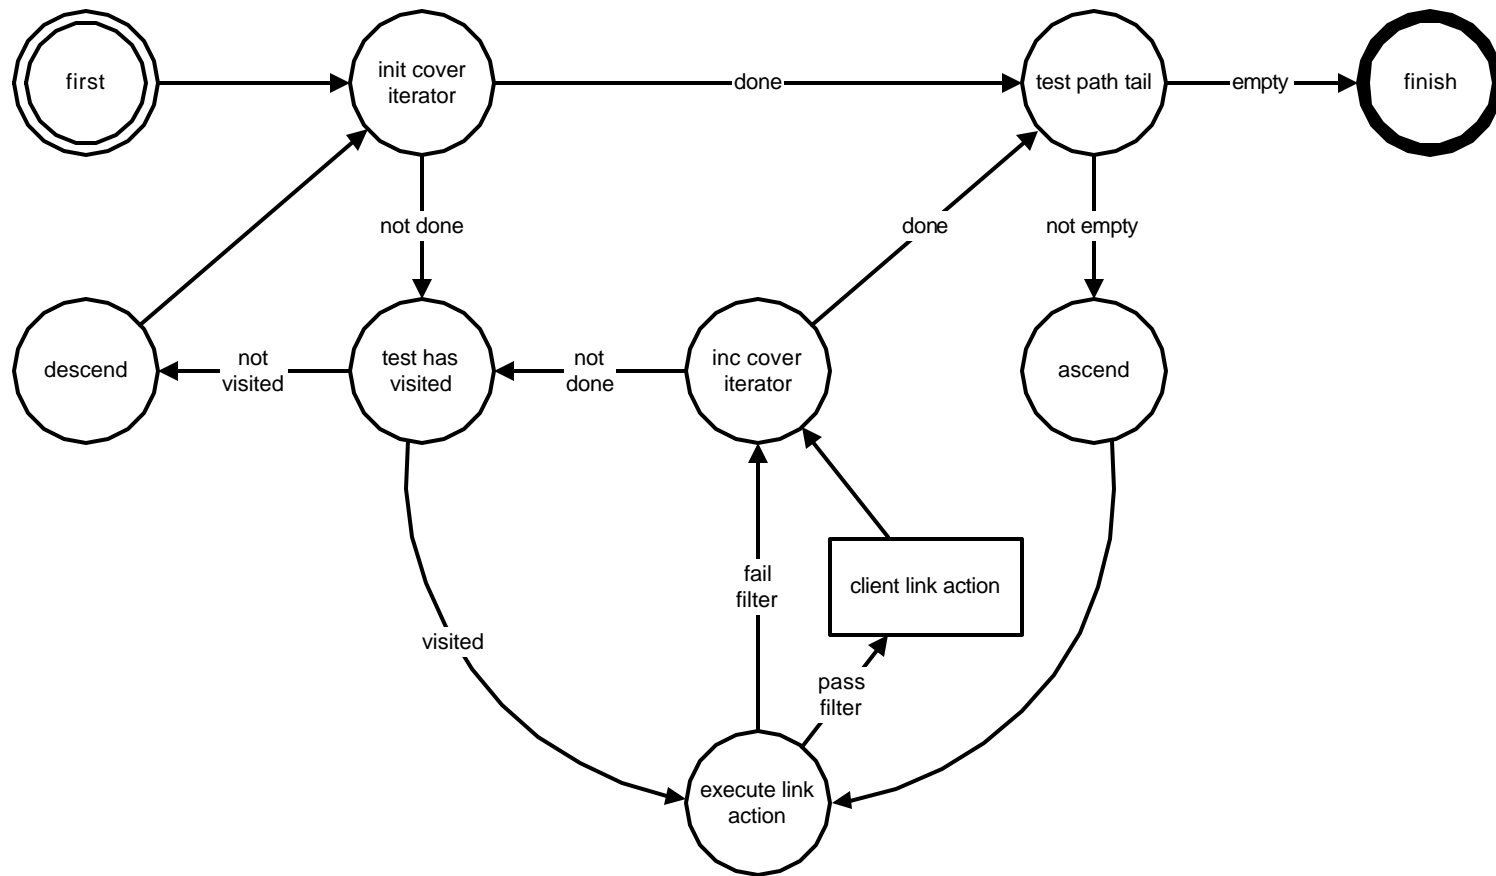 first
init cover
iterator
done
test path tail
empty
finish
not done
done
not empty
descend
not
visited
test has
visited
not
done
inc cover
iterator
ascend
fail
filter
client link action
visited
pass
filter
execute link
action